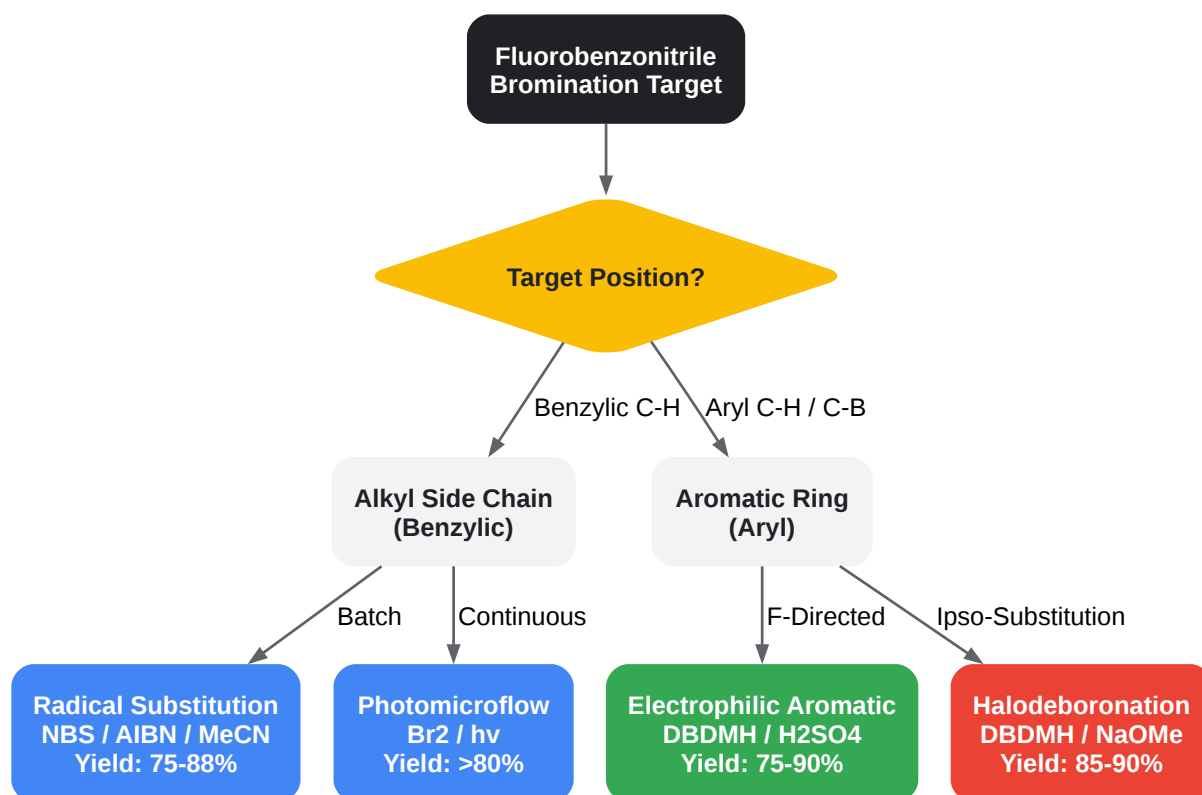 Fluorobenzonitrile
Bromination Target
Target Position?
Benzylic C-H
Aryl C-H / C-B
Alkyl Side Chain
(Benzylic)
Aromatic Ring
(Aryl)
Batch
Continuous
F-Directed
Ipso-Substitution
Radical Substitution
NBS / AIBN / MeCN
Yield: 75-88%
Photomicroflow
Br2 / hv
Yield: >80%
Electrophilic Aromatic
DBDMH / H2SO4
Yield: 75-90%
Halodeboronation
DBDMH / NaOMe
Yield: 85-90%